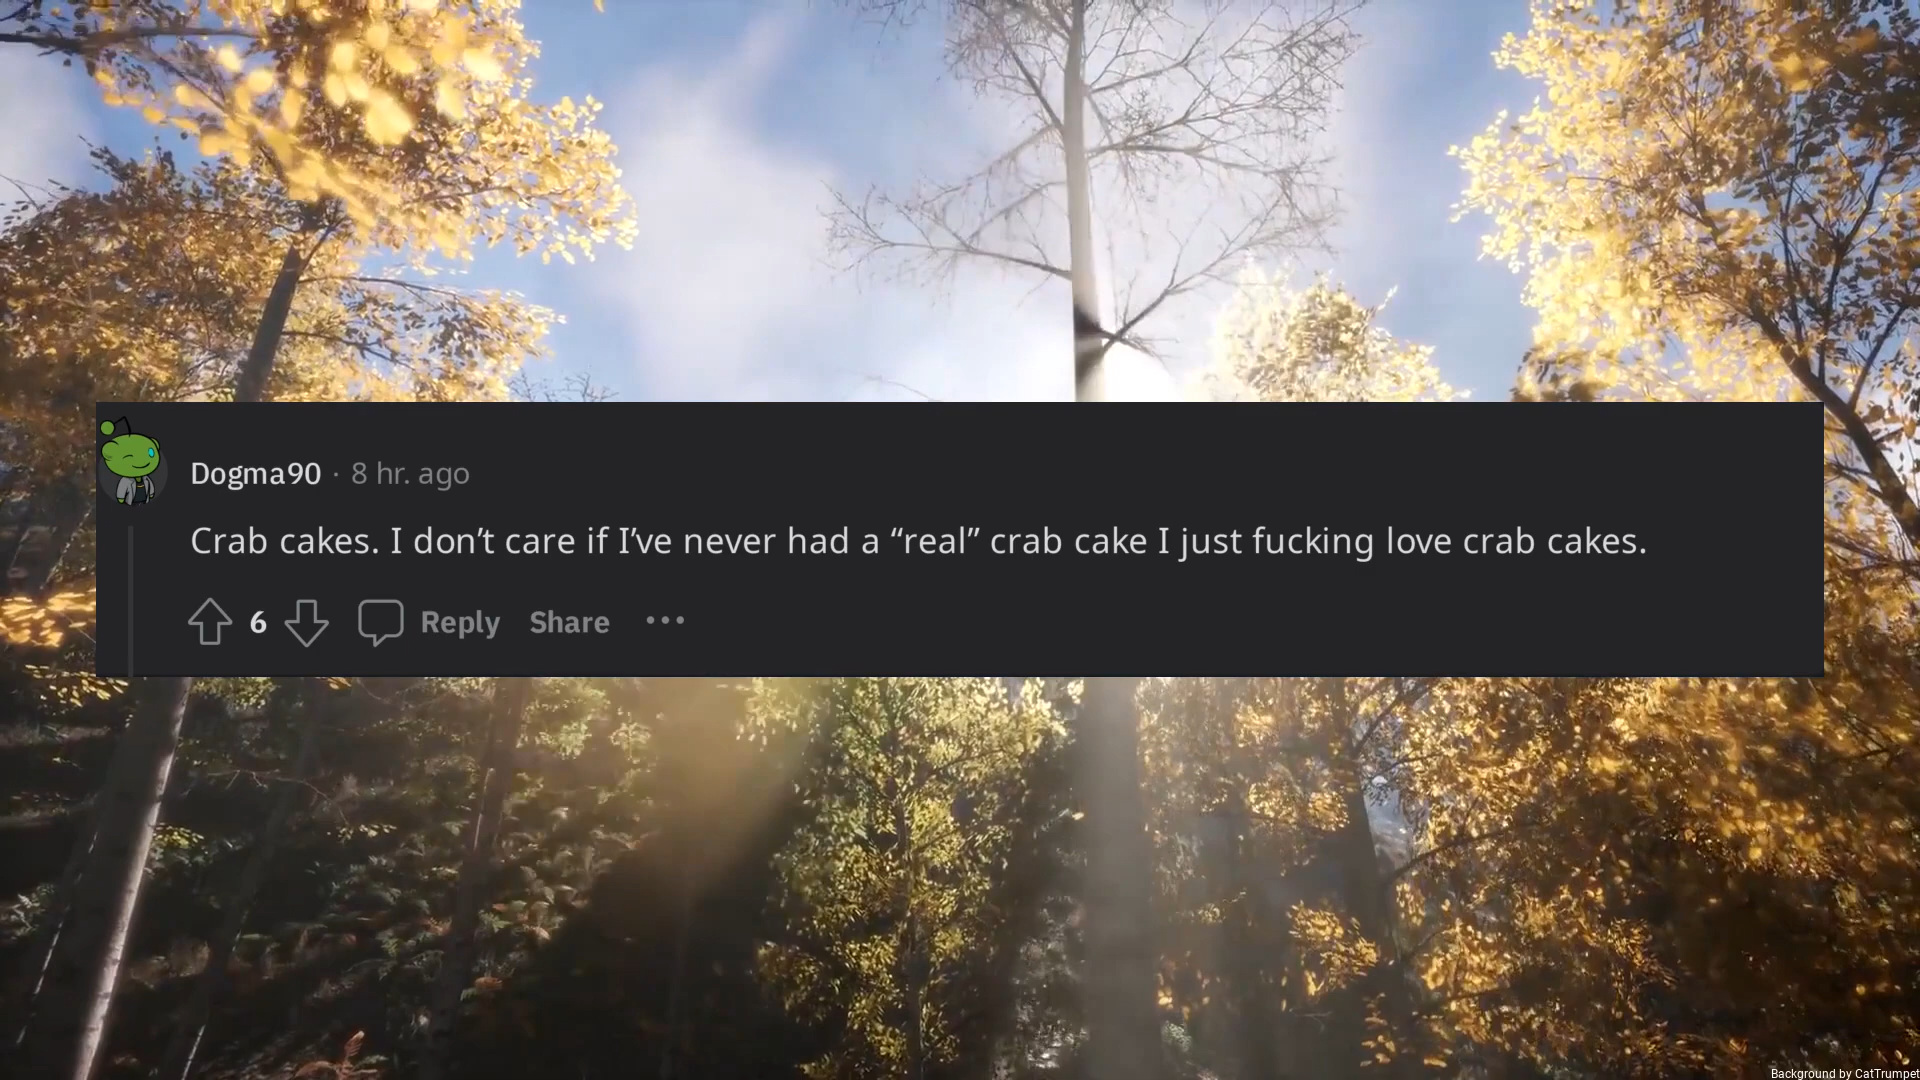 Dogma90 · 8 hr. ago
Crab cakes. I don’t care if I’ve never had a “real” crab cake I just fucking love crab cakes.
6 Reply Share ···
Background by CatTrumpet